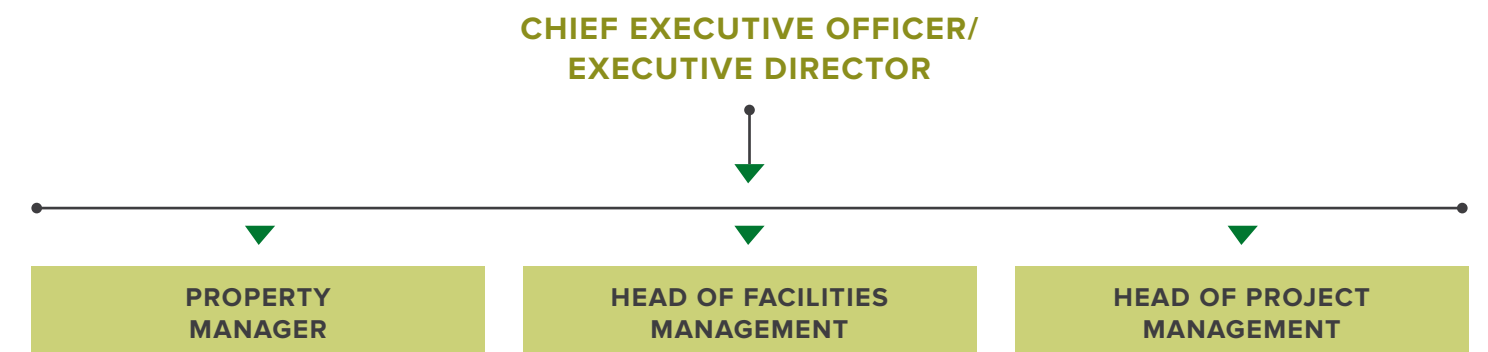 CHIEF EXECUTIVE OFFICER/
EXECUTIVE DIRECTOR
PROPERTY
MANAGER
HEAD OF FACILITIES
MANAGEMENT
HEAD OF PROJECT
MANAGEMENT